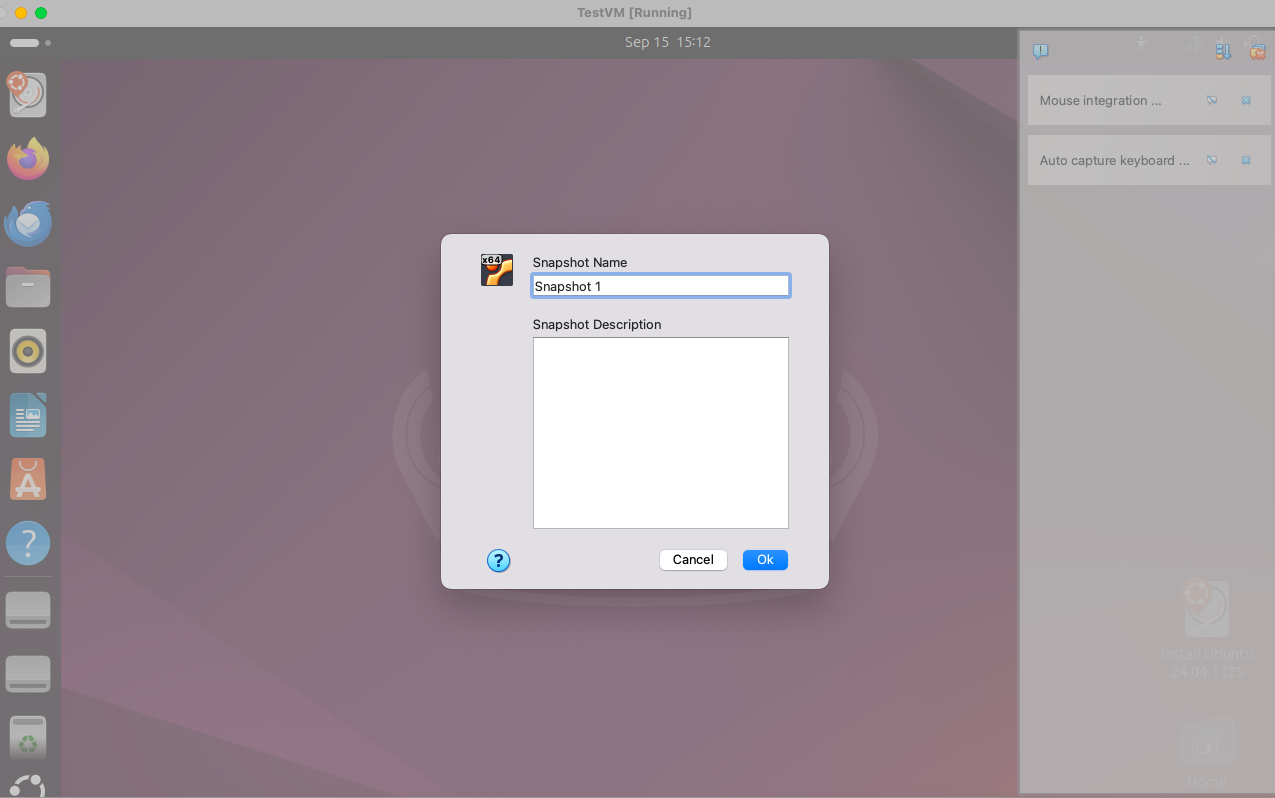 TestVM [Running]
Sep 15 15:12
Mouse integration ...
Auto capture keyboard ...
x64
Snapshot Name
Snapshot 1
Snapshot Description
?
?
Cancel
Ok
Install Ubuntu
24.04.1 LTS
Home